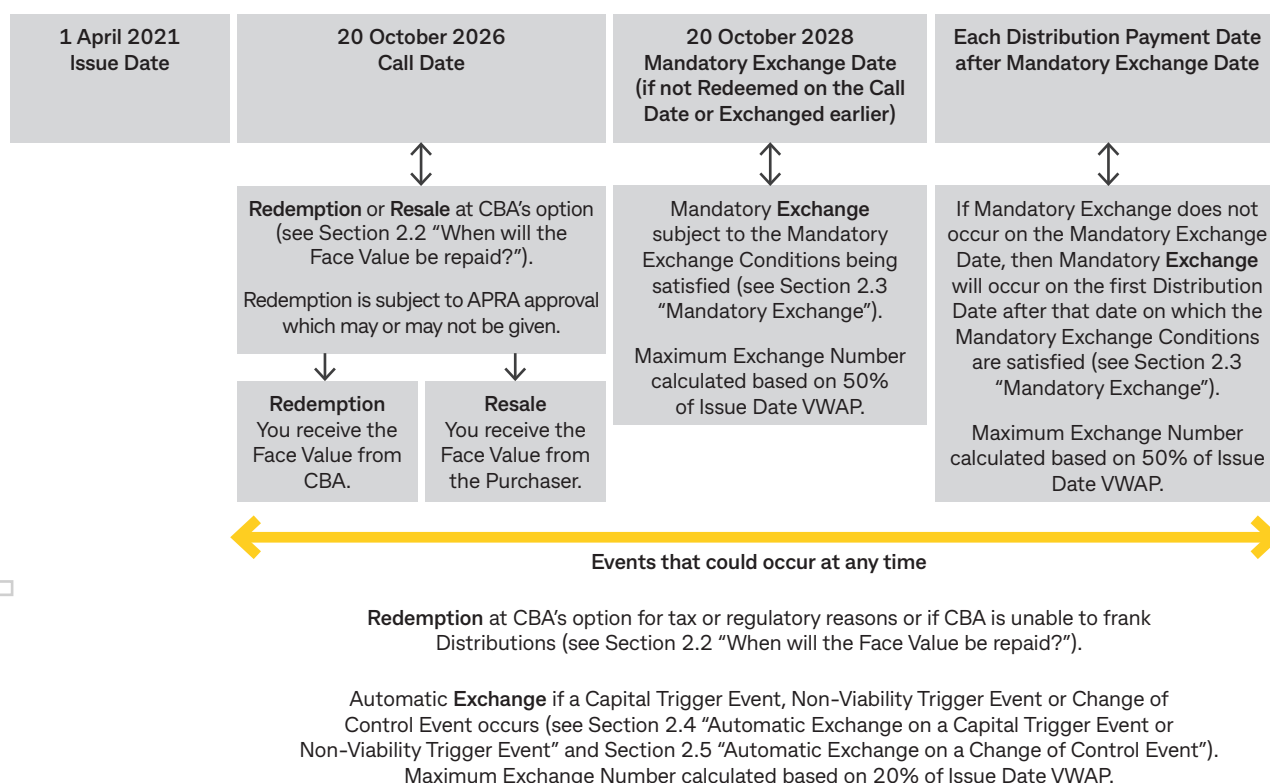 1 April 2021
Issue Date
20 October 2026
Call Date
20 October 2028
Mandatory Exchange Date
(if not Redeemed on the Call
Date or Exchanged earlier)
Each Distribution Payment Date
after Mandatory Exchange Date
Redemption or Resale at CBA's option
(see Section 2.2 “When will the
Face Value be repaid?”).
Redemption is subject to APRA approval
which may or may not be given.
Redemption
You receive the
Face Value from
CBA.
Resale
You receive the
Face Value from
the Purchaser.
Mandatory Exchange
subject to the Mandatory
Exchange Conditions being
satisfied (see Section 2.3
“Mandatory Exchange”).
Maximum Exchange Number
calculated based on 50%
of Issue Date VWAP.
If Mandatory Exchange does not
occur on the Mandatory Exchange
Date, then Mandatory Exchange
will occur on the first Distribution
Date after that date on which the
Mandatory Exchange Conditions
are satisfied (see Section 2.3
“Mandatory Exchange”).
Maximum Exchange Number
calculated based on 50% of Issue
Date VWAP.
Events that could occur at any time
Redemption at CBA's option for tax or regulatory reasons or if CBA is unable to frank
Distributions (see Section 2.2 “When will the Face Value be repaid?”).
Automatic Exchange if a Capital Trigger Event, Non-Viability Trigger Event or Change of
Control Event occurs (see Section 2.4 “Automatic Exchange on a Capital Trigger Event or
Non-Viability Trigger Event” and Section 2.5 “Automatic Exchange on a Change of Control Event”).
Maximum Exchange Number calculated based on 20% of Issue Date VWAP.